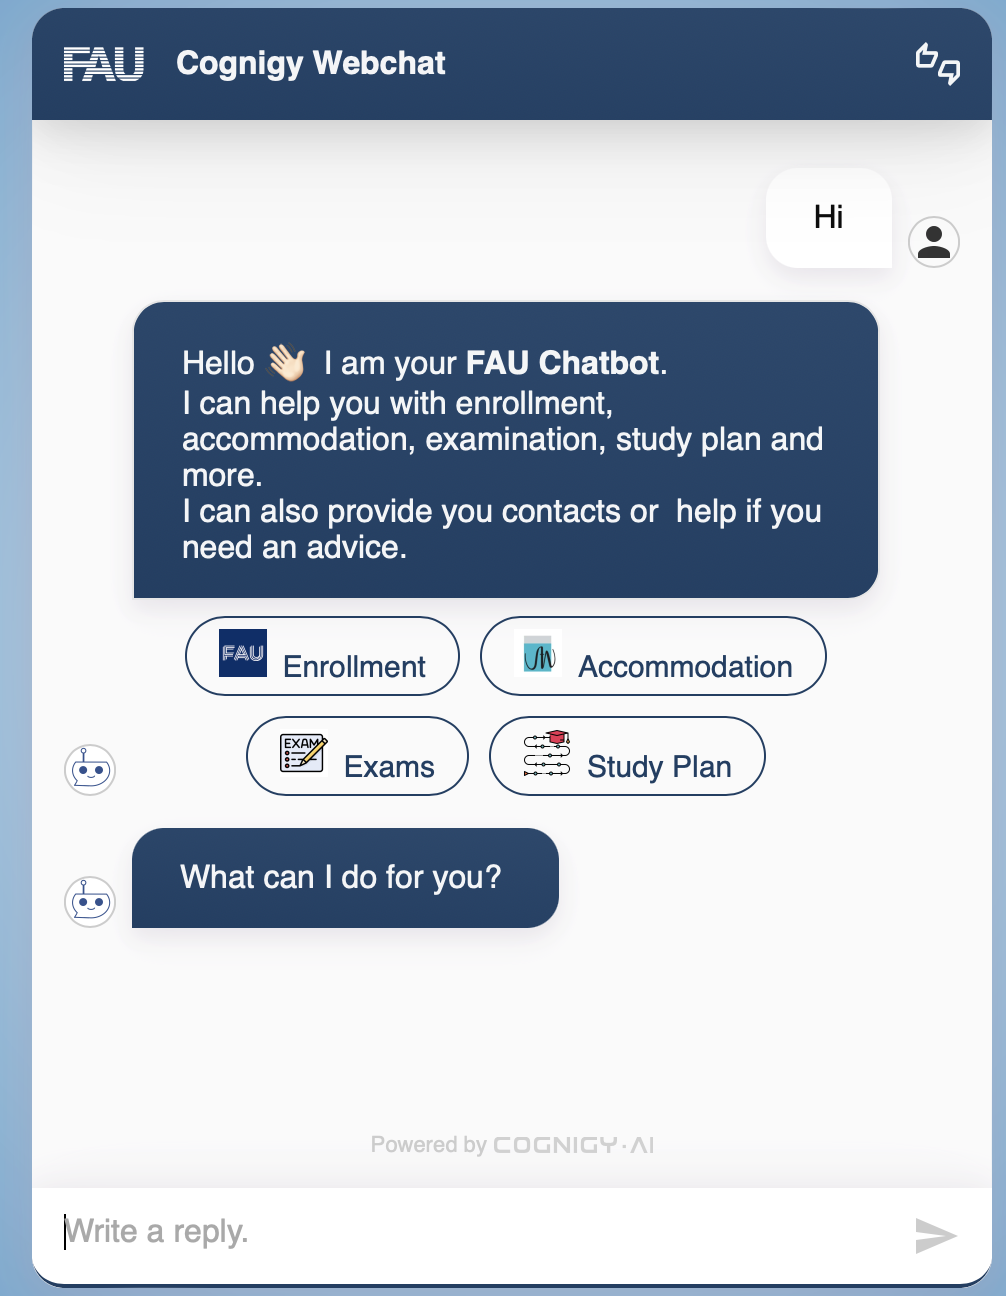 FAU Cognigy Webchat
Hi
Hello 👋🏻 I am your FAU Chatbot.
I can help you with enrollment,
accommodation, examination, study plan and
more.
I can also provide you contacts or  help if you
need an advice.
FAU Enrollment
Accommodation
EXAM Exams
Study Plan
What can I do for you?
Powered by COGNIGY.AI
Write a reply.